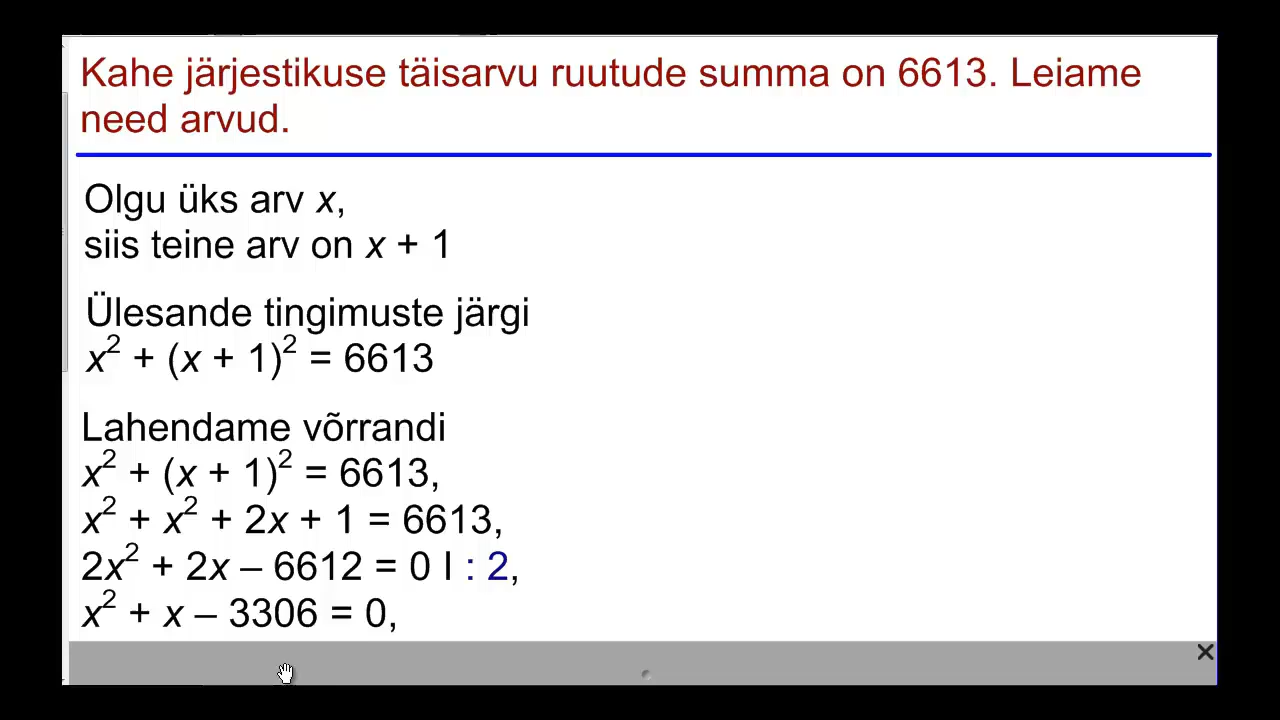 Kahe järjestikuse täisarvu ruutude summa on 6613. Leiame
need arvud.
Olgu üks arv x,
siis teine arv on x + 1
Ülesande tingimuste järgi
x² + (x + 1)² = 6613
Lahendame võrrandi
x² + (x + 1)² = 6613,
x² + x² + 2x + 1 = 6613,
2x² + 2x – 6612 = 0 l : 2,
x² + x – 3306 = 0,